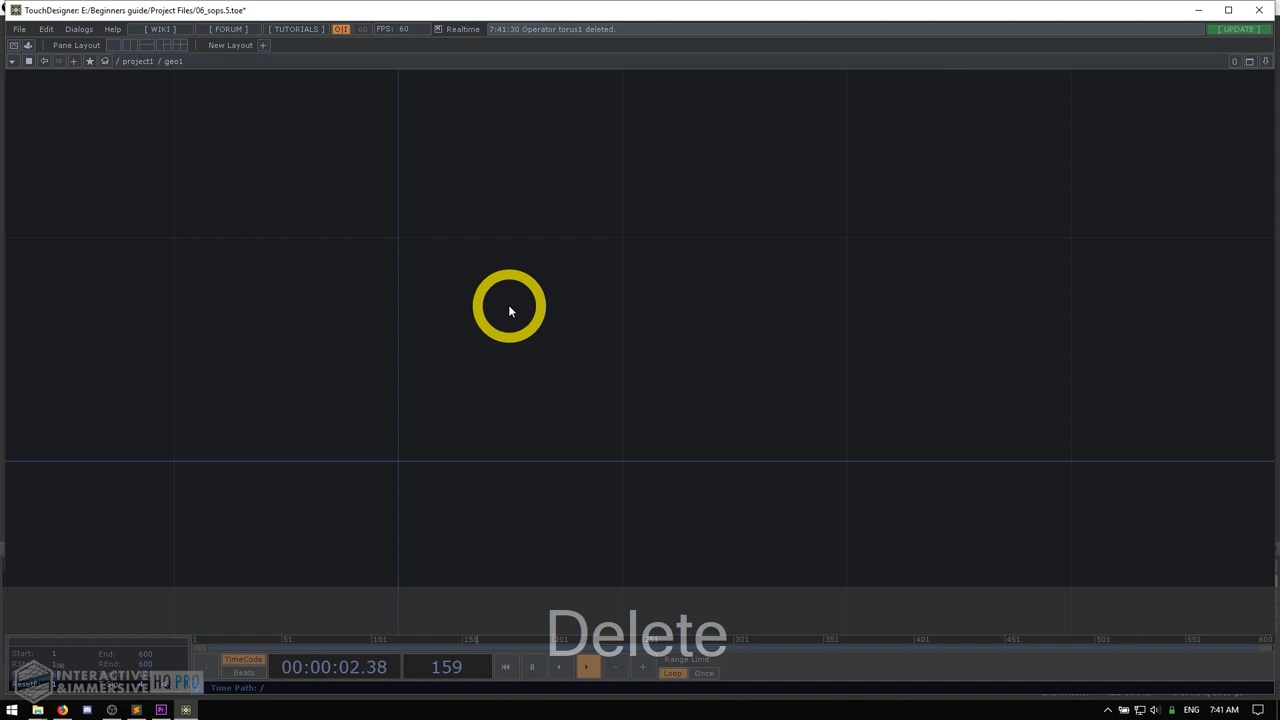 TouchDesigner: E:/Beginners guide/Project Files/06_sops.5.toe*
File Edit Dialogs Help [ WIKI ] [ FORUM ] [ TUTORIALS ] O|I 60 FPS: 60 Realtime 7:41:30 Operator torus1 deleted. [ UPDATE ]
Pane Layout New Layout +
/ project1 / geo1 0
Delete
1 51 101 151 201 251 301 351 401 451 501 551 600
Start: 1 End: 600
REnd: 600
TimeCode
Beats
00:00:02.38 159
Range Limit
Loop Once
INTERACTIVE & IMMERSIVE HQ PRO
Time Path: /
ENG 7:41 AM